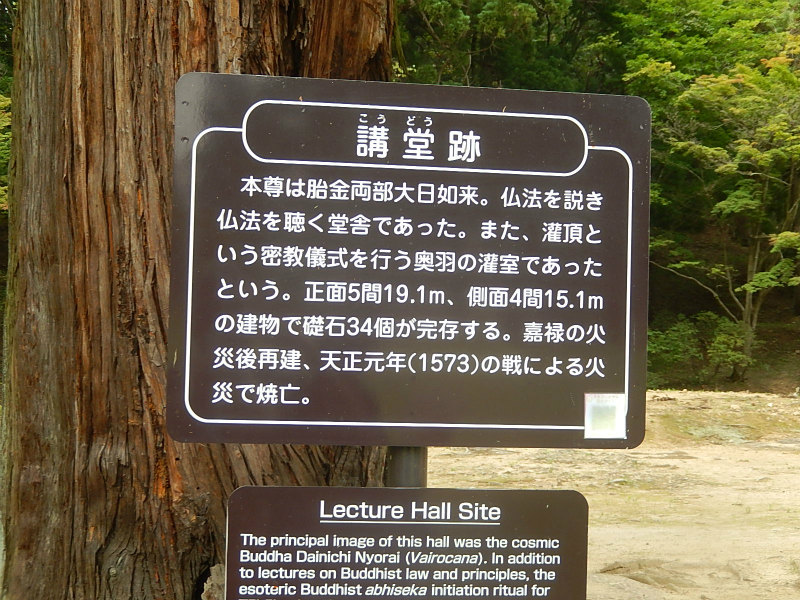 こうどう
講堂跡
本尊は胎金両部大日如来。仏法を説き
仏法を聴く堂舎であった。また、灌頂と
いう密教儀式を行う奥羽の灌室であった
という。正面5間19.1m、側面4間15.1m
の建物で礎石34個が完存する。嘉禄の火
災後再建、天正元年(1573)の戦による火
災で焼亡。
Lecture Hall Site
The principal image of this hall was the cosmic
Buddha Dainichi Nyorai (Vairocana). In addition
to lectures on Buddhist law and principles, the
esoteric Buddhist abhiseka initiation ritual for